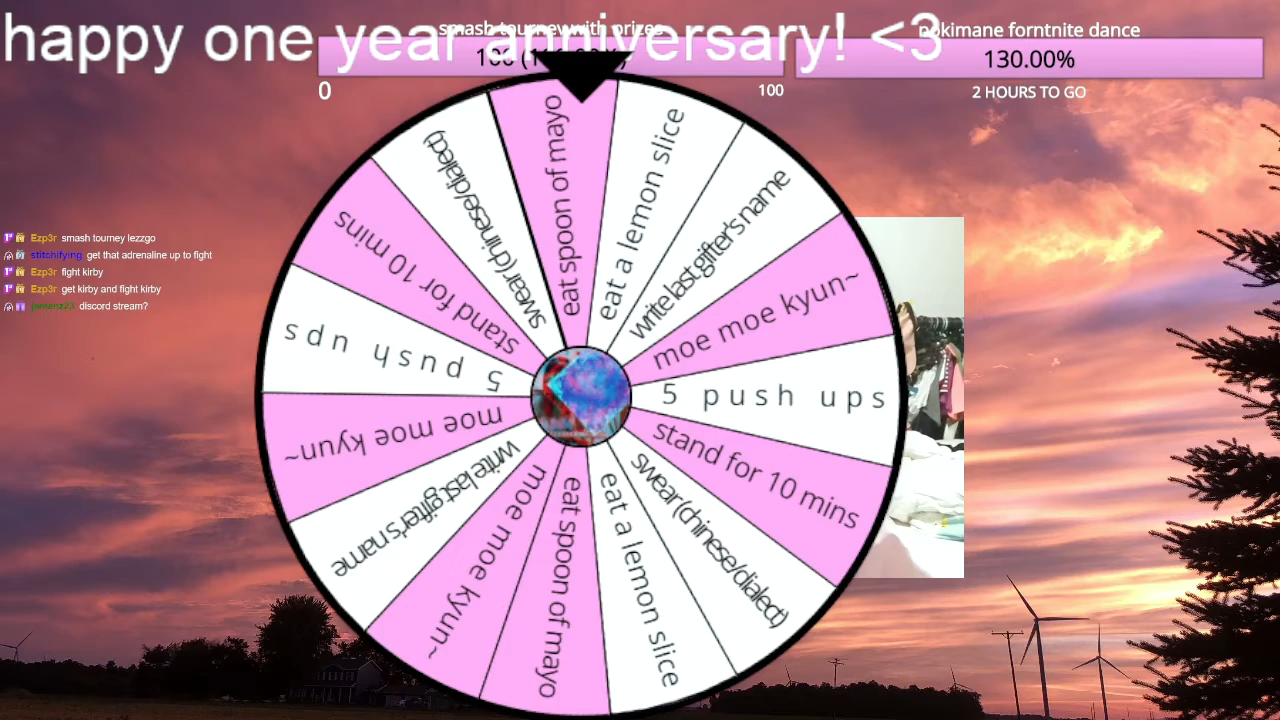 happy one year anniversary! <3
smash tourney with prizes
pokimane forntnite dance
130.00%
0
100
2 HOURS TO GO
Ezp3r smash tourney lezzgo
stitchifying get that adrenaline up to fight
Ezp3r fight kirby
Ezp3r get kirby and fight kirby
discord stream?
eat spoon of mayo
eat a lemon slice
write last gifter's name
moe moe kyun~
5 push ups
stand for 10 mins
swear (chinese/dialect)
eat a lemon slice
eat spoon of mayo
moe moe kyun~
write last gifter's name
moe moe kyun~
5 push ups
stand for 10 mins
swear (chinese/dialect)